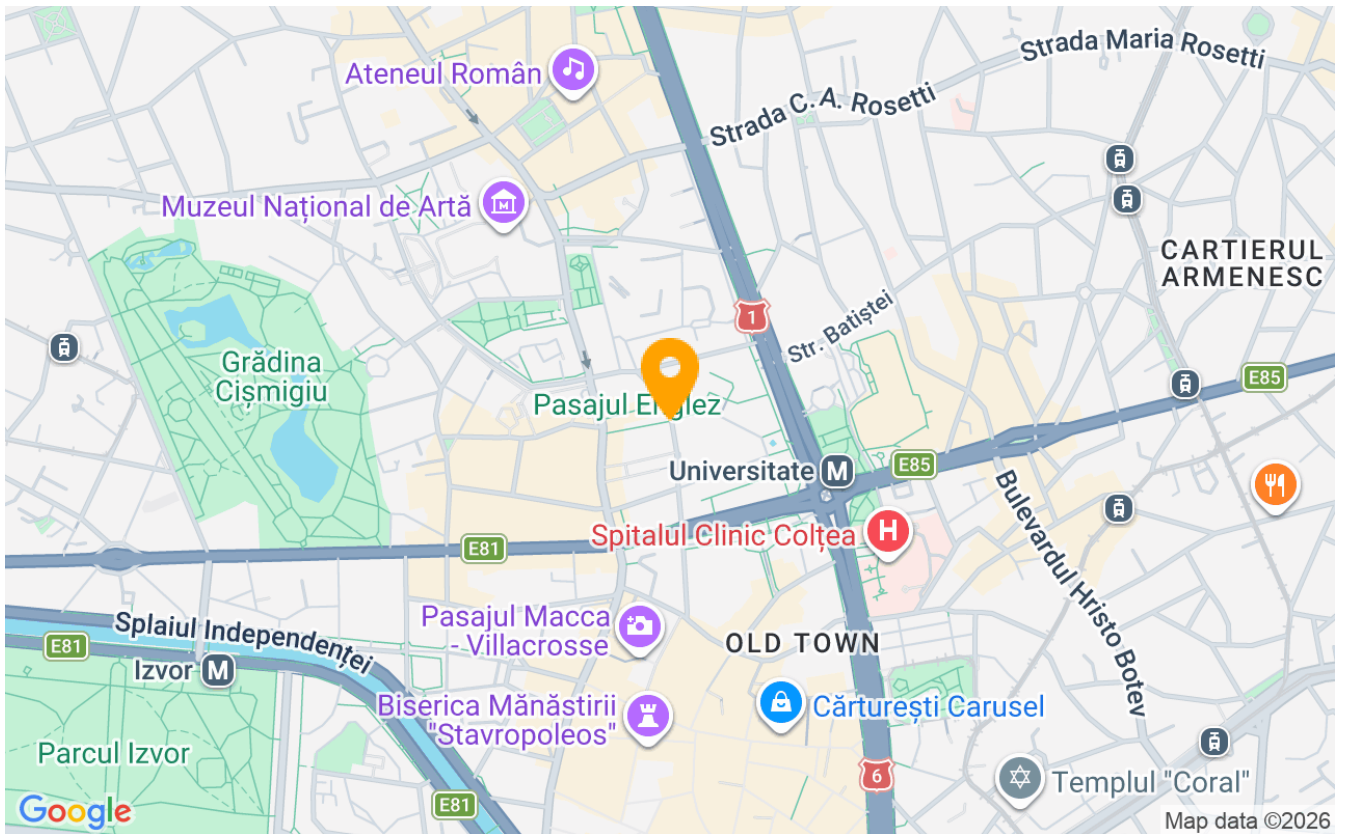 Strada Maria Rosetti
Ateneul Român
Strada C. A. Rosetti
Muzeul Național de Artă
M
CARTIERUL
ARMENESC
1
Str. Batiștei
Grădina
Cișmigiu
E85
Pasajul Englez
Universitate M
E85
Bulevardul Hristo Botev
E81
Spitalul Clinic Colțea H
Splaiul Independenței
E81
Pasajul Macca
- Villacrosse
OLD TOWN
Izvor M
Biserica Mănăstirii
"Stavropoleos"
Cărturești Carusel
Parcul Izvor
6
Templul "Coral"
E81
Google
Map data ©2026